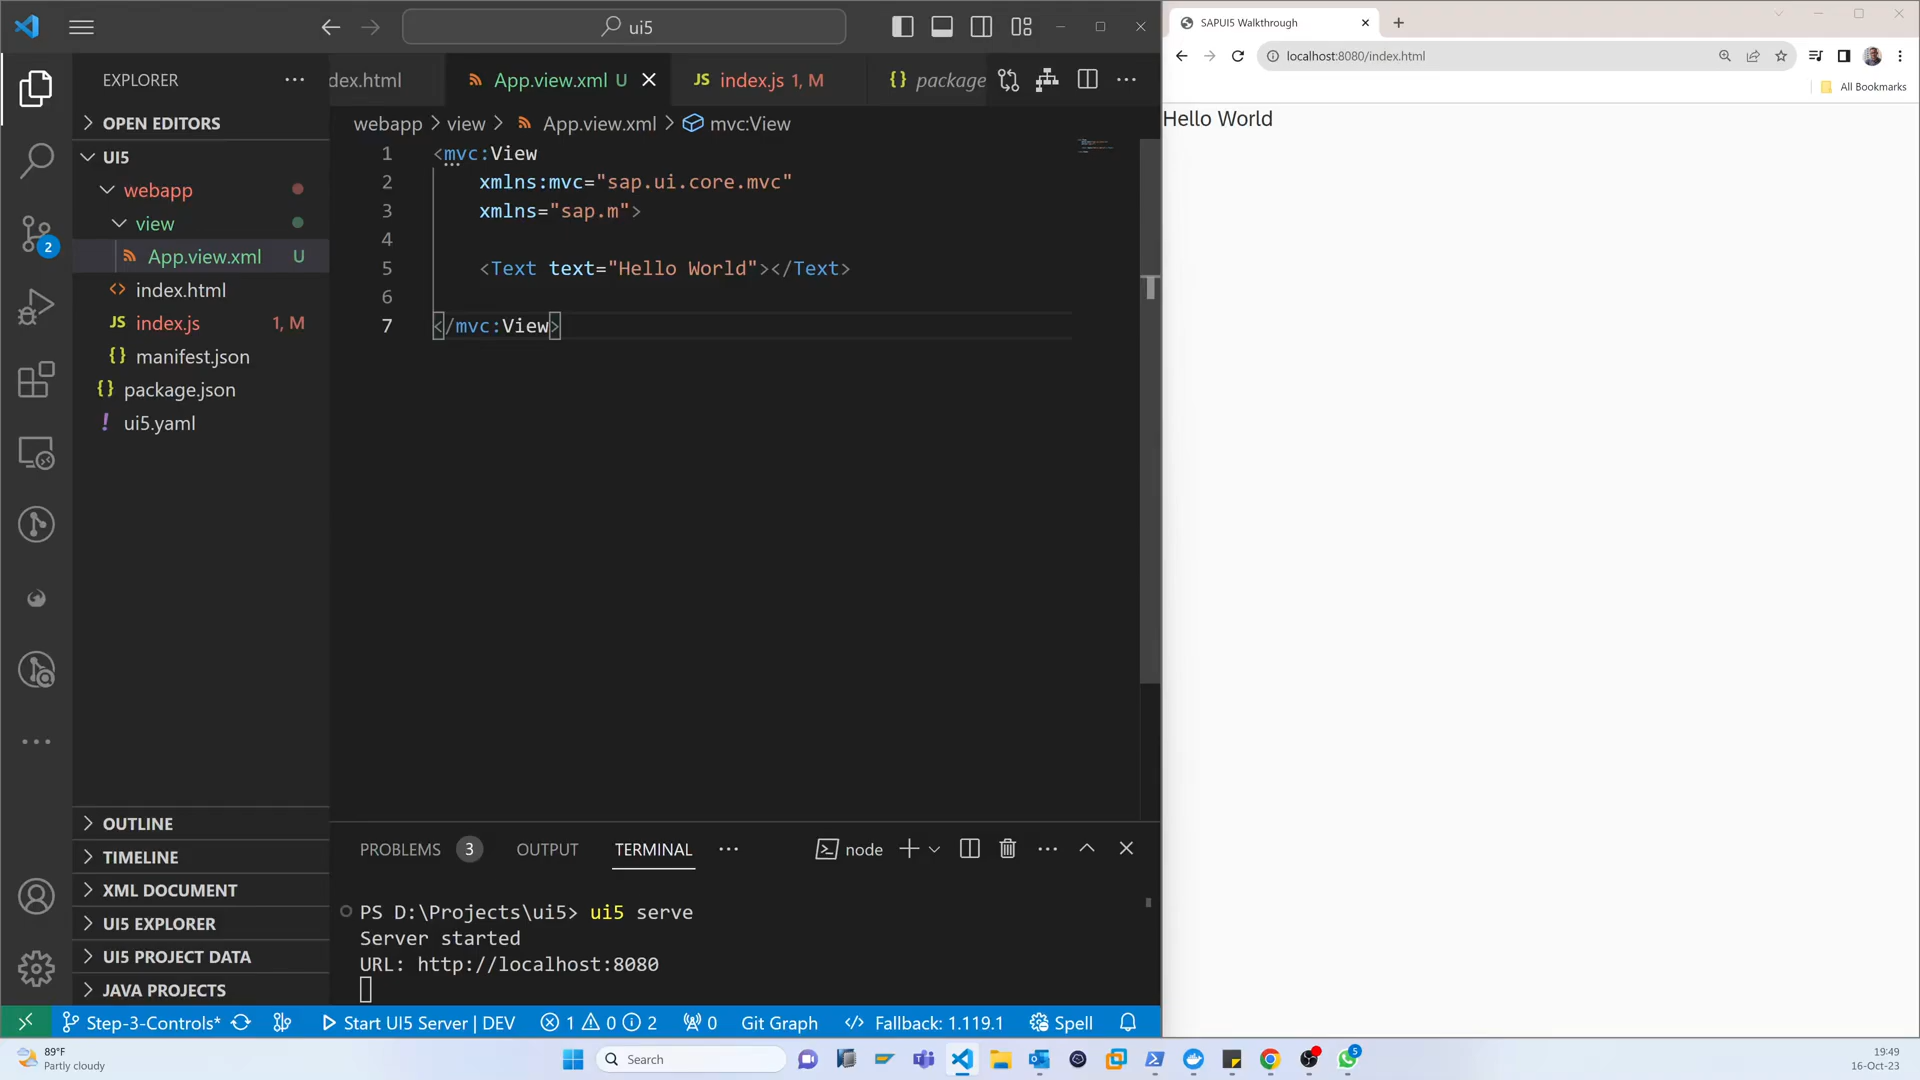 ui5
EXPLORER
OPEN EDITORS
UI5
webapp
view
App.view.xml U
index.html
index.js 1, M
manifest.json
package.json
ui5.yaml
OUTLINE
TIMELINE
XML DOCUMENT
UI5 EXPLORER
UI5 PROJECT DATA
JAVA PROJECTS
dex.html
App.view.xml U
JS index.js 1, M
{} package
webapp > view > App.view.xml > mvc:View
1 <mvc:View
2 xmlns:mvc="sap.ui.core.mvc"
3 xmlns="sap.m">
4
5 <Text text="Hello World"></Text>
6
7 </mvc:View>
PROBLEMS 3 OUTPUT TERMINAL
node
PS D:\Projects\ui5> ui5 serve
Server started
URL: http://localhost:8080
2
Step-3-Controls* Start UI5 Server | DEV 1 0 2 0 Git Graph Fallback: 1.119.1 Spell
SAPUI5 Walkthrough
localhost:8080/index.html
All Bookmarks
Hello World
89°F
Partly cloudy
Search
5
19:49
16-Oct-23